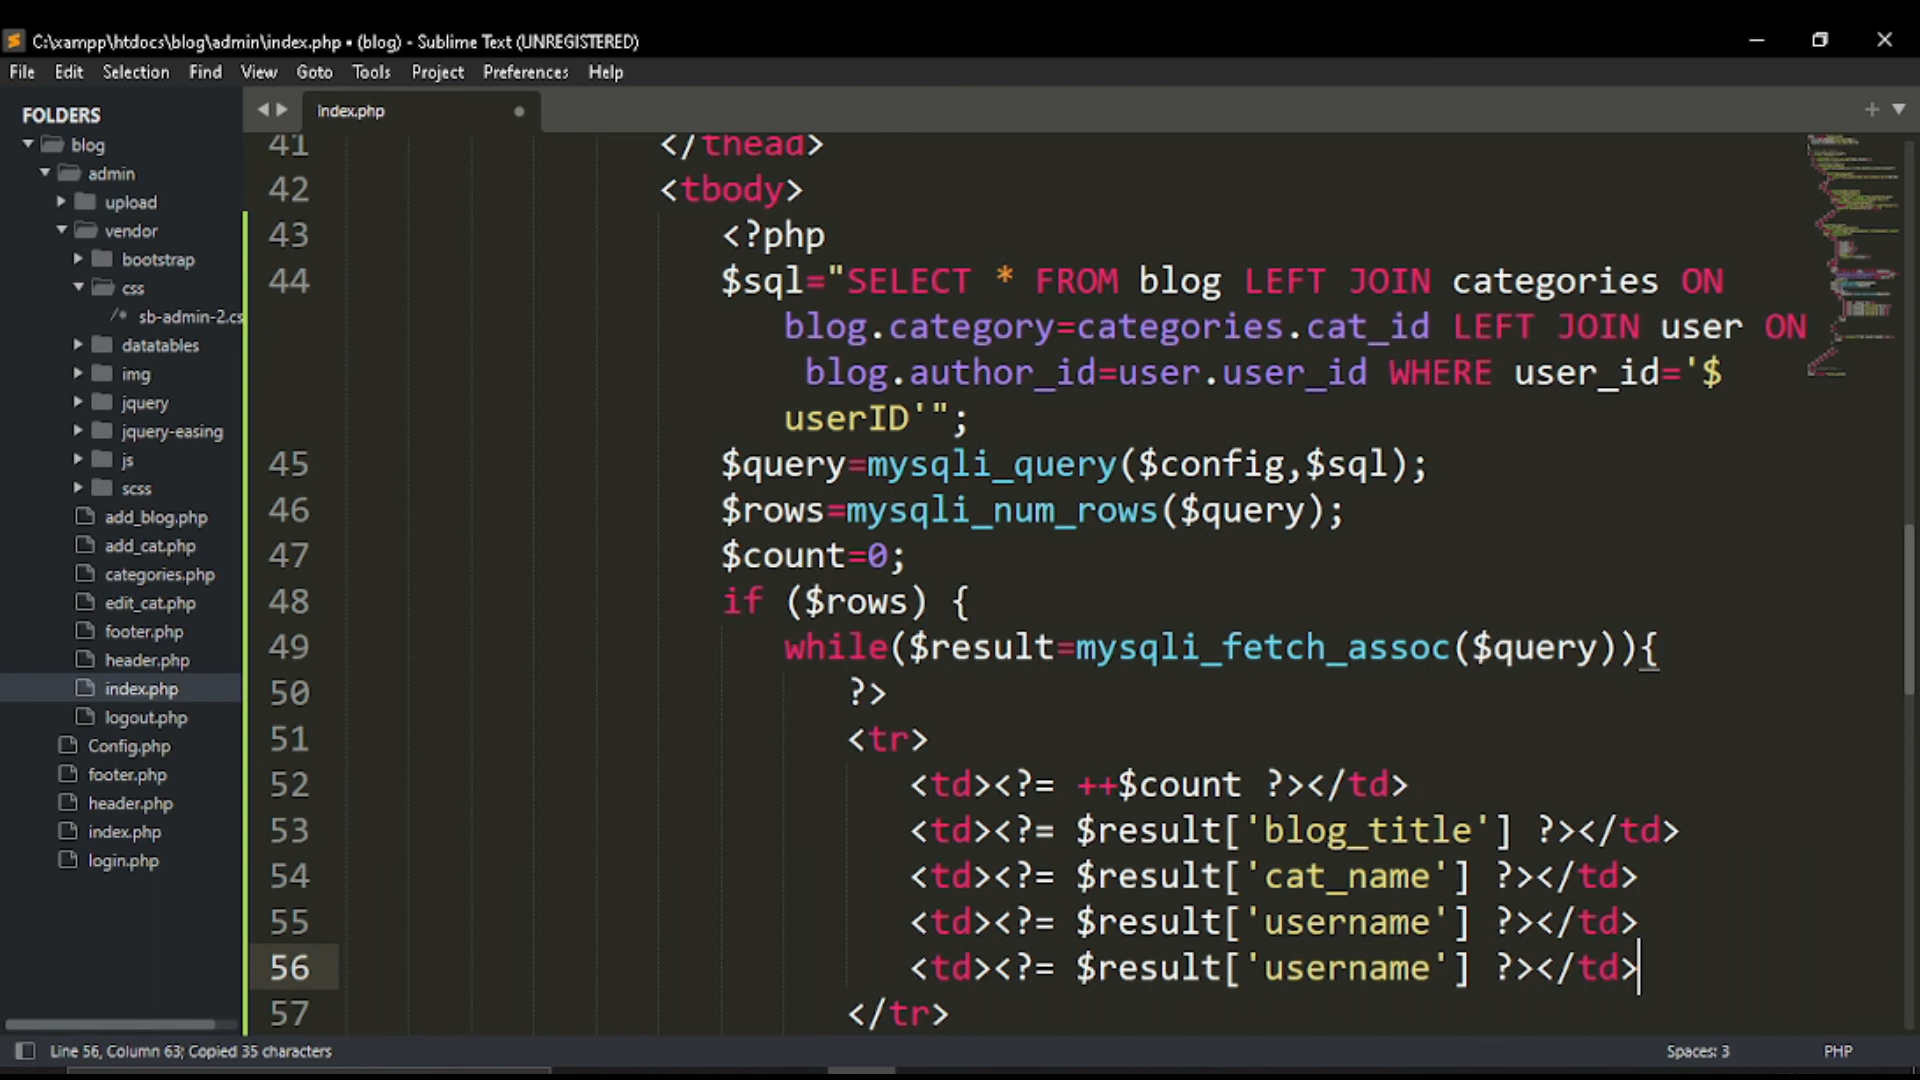 C:\xampp\htdocs\blog\admin\index.php • (blog) - Sublime Text (UNREGISTERED)
File Edit Selection Find View Goto Tools Project Preferences Help
FOLDERS
blog
admin
upload
vendor
bootstrap
css
/* sb-admin-2.cs
datatables
img
jquery
jquery-easing
js
scss
add_blog.php
add_cat.php
categories.php
edit_cat.php
footer.php
header.php
index.php
logout.php
Config.php
footer.php
header.php
index.php
login.php
index.php
41 </thead>
42 <tbody>
43 <?php
44 $sql="SELECT * FROM blog LEFT JOIN categories ON
blog.category=categories.cat_id LEFT JOIN user ON
blog.author_id=user.user_id WHERE user_id='$
userID'";
45 $query=mysqli_query($config,$sql);
46 $rows=mysqli_num_rows($query);
47 $count=0;
48 if ($rows) {
49 while($result=mysqli_fetch_assoc($query)){
50 ?>
51 <tr>
52 <td><?= ++$count ?></td>
53 <td><?= $result['blog_title'] ?></td>
54 <td><?= $result['cat_name'] ?></td>
55 <td><?= $result['username'] ?></td>
56 <td><?= $result['username'] ?></td>
57 </tr>
Line 56, Column 63; Copied 35 characters
Spaces: 3
PHP